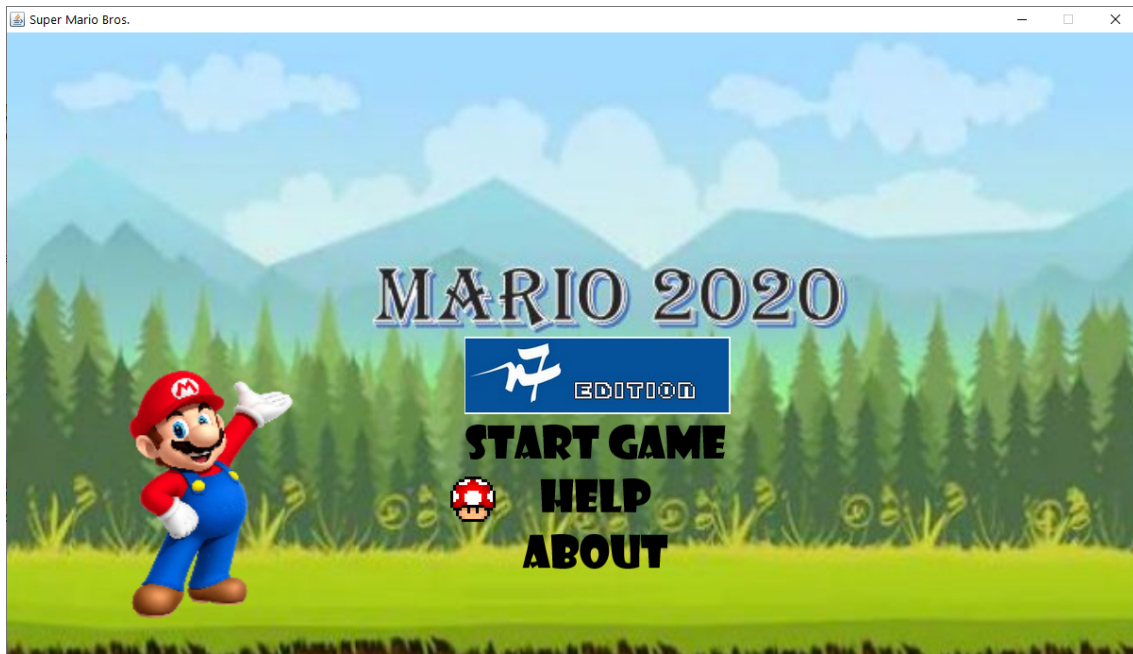 Super Mario Bros.
MARIO 2020
n7 EDITION
START GAME
HELP
ABOUT